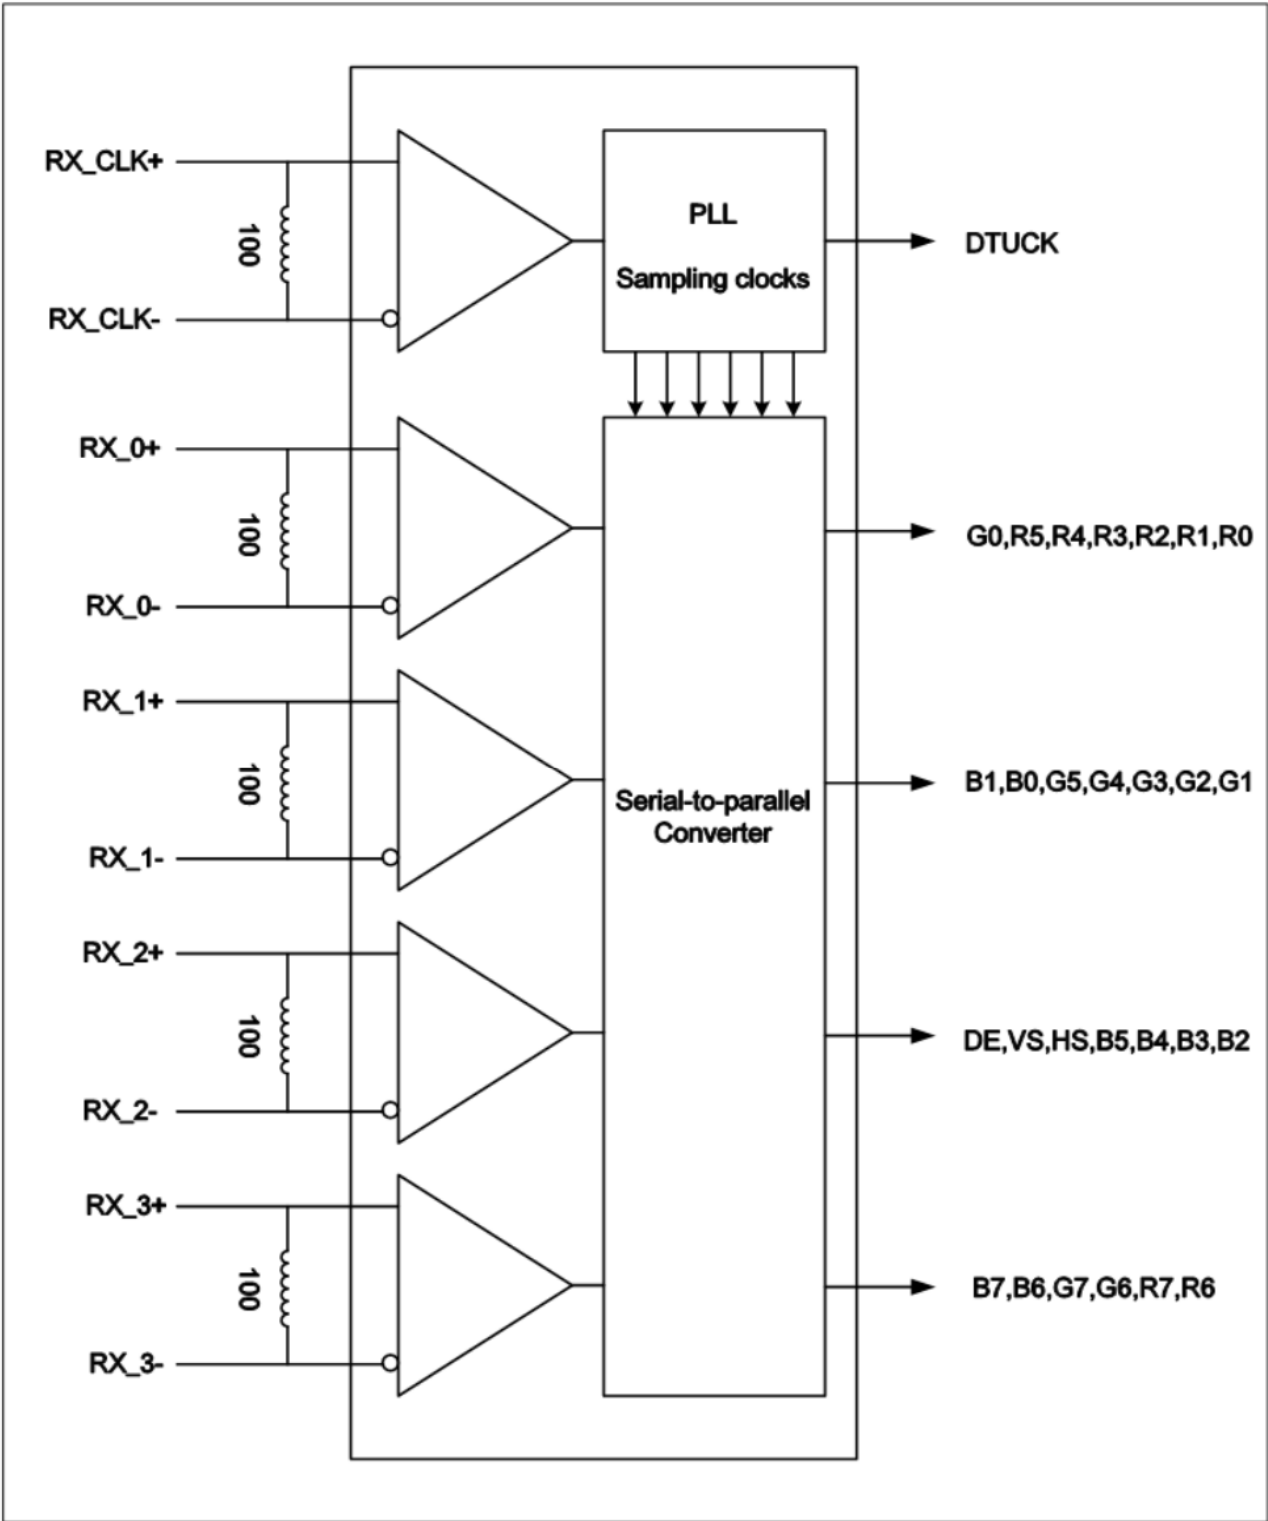 RX_CLK+
100
RX_CLK-
PLL
Sampling clocks
DTUCK
RX_0+
100
RX_0-
G0,R5,R4,R3,R2,R1,R0
RX_1+
100
RX_1-
B1,B0,G5,G4,G3,G2,G1
Serial-to-parallel
Converter
RX_2+
100
RX_2-
DE,VS,HS,B5,B4,B3,B2
RX_3+
100
RX_3-
B7,B6,G7,G6,R7,R6